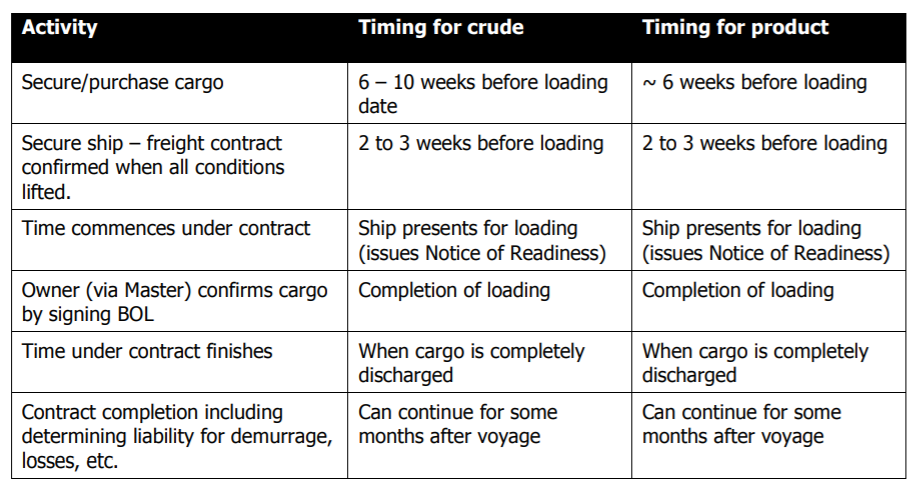 Activity Timing for crude Timing for product
Secure/purchase cargo 6 – 10 weeks before loading ~ 6 weeks before loading
date
Secure ship – freight contract 2 to 3 weeks before loading 2 to 3 weeks before loading
confirmed when all conditions
lifted.
Time commences under contract Ship presents for loading Ship presents for loading
(issues Notice of Readiness) (issues Notice of Readiness)
Owner (via Master) confirms cargo Completion of loading Completion of loading
by signing BOL
Time under contract finishes When cargo is completely When cargo is completely
discharged discharged
Contract completion including Can continue for some Can continue for some
determining liability for demurrage, months after voyage months after voyage
losses, etc.